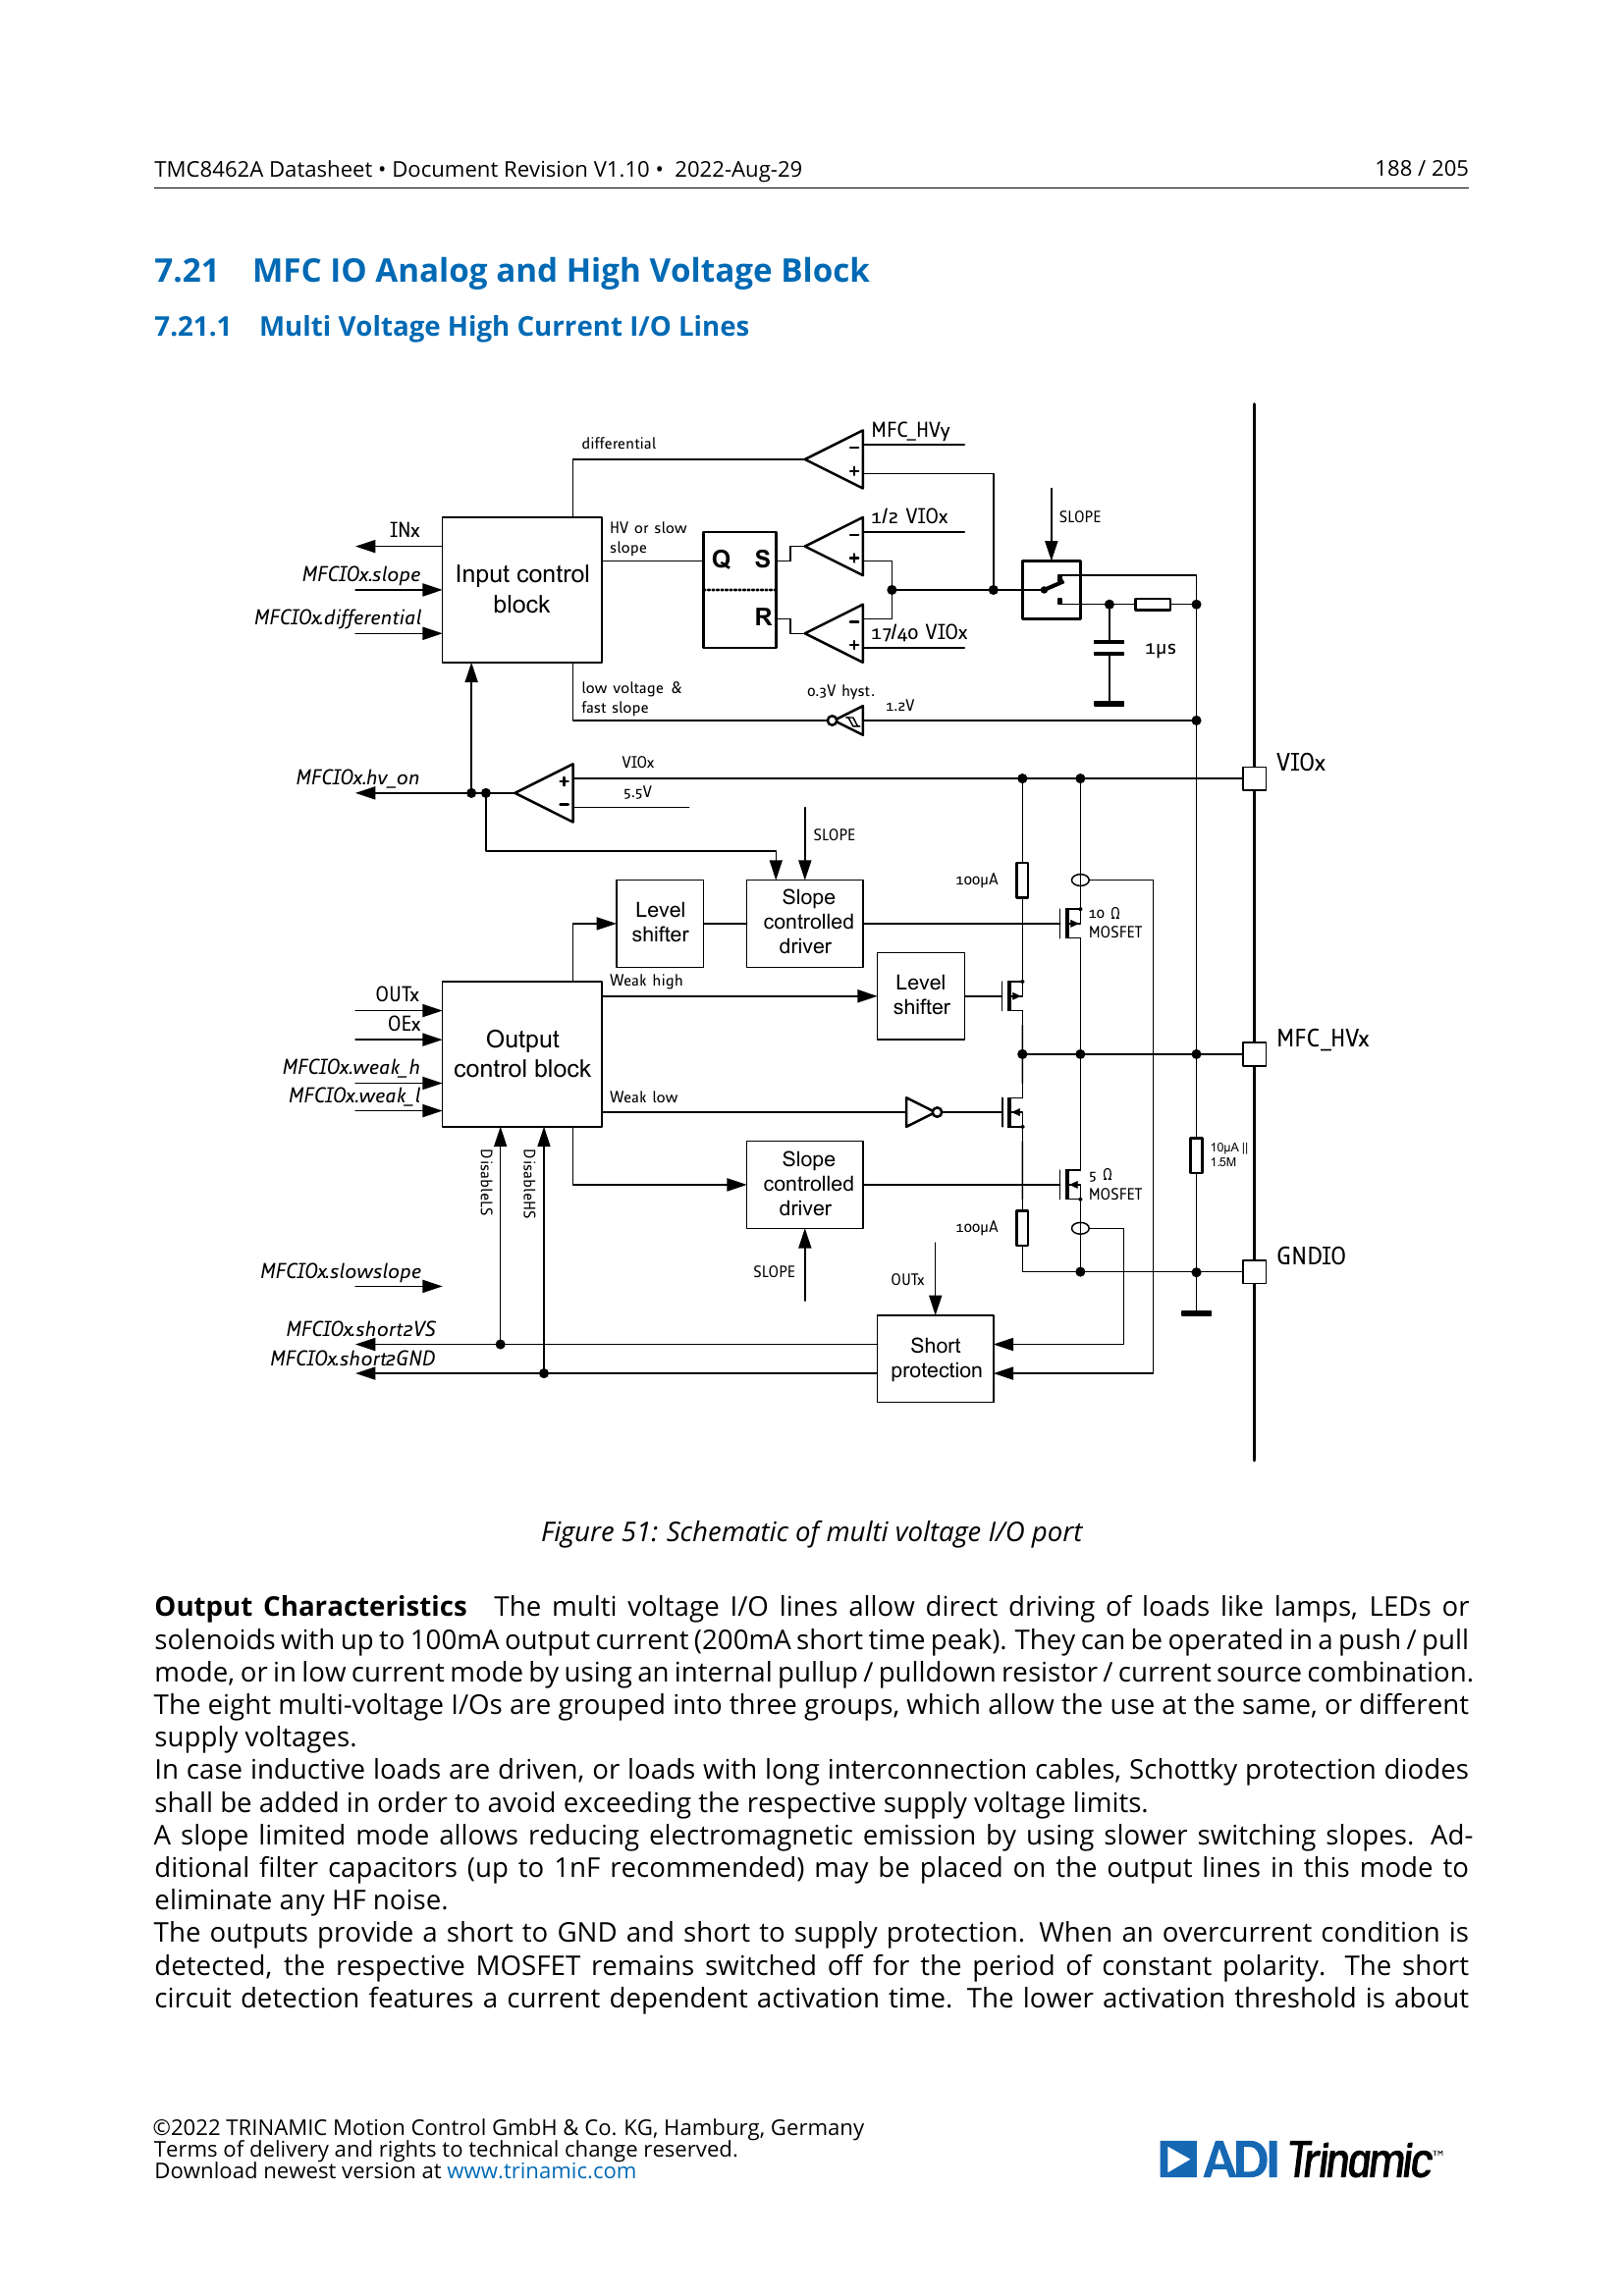 TMC8462A Datasheet • Document Revision V1.10 • 2022-Aug-29
188 / 205
7.21 MFC IO Analog and High Voltage Block
7.21.1 Multi Voltage High Current I/O Lines
MFC_HVy
differential
1/2 VIOx
SLOPE
INx
HV or slow
slope
MFCIOx.slope
Input control
block
Q S
R
MFCIOx.differential
17/40 VIOx
1µs
low voltage &
fast slope
0.3V hyst.
1.2V
VIOx
VIOx
MFCIOx.hv_on
5.5V
SLOPE
100µA
Level
shifter
Slope
controlled
driver
10 Ω
MOSFET
Weak high
Level
shifter
OUTx
OEx
Output
control block
MFC_HVx
MFCIOx.weak_h
MFCIOx.weak_l
Weak low
DisableLS
DisableHS
Slope
controlled
driver
10µA ||
1.5M
5 Ω
MOSFET
100µA
GNDIO
MFCIOx.slowslope
SLOPE
OUTx
MFCIOx.short2VS
MFCIOx.short2GND
Short
protection
Figure 51: Schematic of multi voltage I/O port
Output Characteristics The multi voltage I/O lines allow direct driving of loads like lamps, LEDs or
solenoids with up to 100mA output current (200mA short time peak). They can be operated in a push / pull
mode, or in low current mode by using an internal pullup / pulldown resistor / current source combination.
The eight multi-voltage I/Os are grouped into three groups, which allow the use at the same, or different
supply voltages.
In case inductive loads are driven, or loads with long interconnection cables, Schottky protection diodes
shall be added in order to avoid exceeding the respective supply voltage limits.
A slope limited mode allows reducing electromagnetic emission by using slower switching slopes. Ad-
ditional filter capacitors (up to 1nF recommended) may be placed on the output lines in this mode to
eliminate any HF noise.
The outputs provide a short to GND and short to supply protection. When an overcurrent condition is
detected, the respective MOSFET remains switched off for the period of constant polarity. The short
circuit detection features a current dependent activation time. The lower activation threshold is about
©2022 TRINAMIC Motion Control GmbH & Co. KG, Hamburg, Germany
Terms of delivery and rights to technical change reserved.
Download newest version at www.trinamic.com
ADI Trinamic™